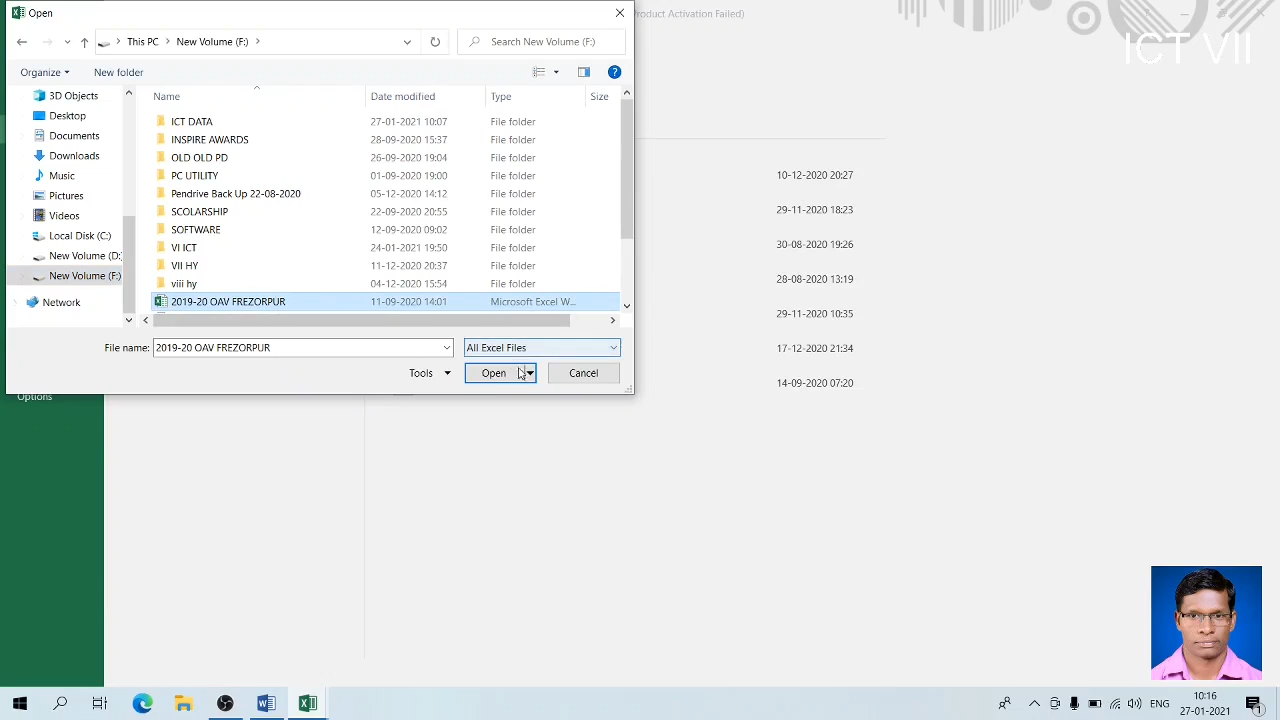 Open
Product Activation Failed)
ICT VII
This PC
New Volume (F:)
Search New Volume (F:)
Organize
New folder
Name
Date modified
Type
Size
3D Objects
Desktop
Documents
Downloads
Music
Pictures
Videos
Local Disk (C:)
New Volume (D:
New Volume (F:)
Network
ICT DATA 27-01-2021 10:07 File folder
INSPIRE AWARDS 28-09-2020 15:37 File folder
OLD OLD PD 26-09-2020 19:04 File folder
PC UTILITY 01-09-2020 19:00 File folder
Pendrive Back Up 22-08-2020 05-12-2020 14:12 File folder
SCOLARSHIP 22-09-2020 20:55 File folder
SOFTWARE 12-09-2020 09:02 File folder
VI ICT 24-01-2021 19:50 File folder
VII HY 11-12-2020 20:37 File folder
viii hy 04-12-2020 15:54 File folder
2019-20 OAV FREZORPUR 11-09-2020 14:01 Microsoft Excel W...
File name: 2019-20 OAV FREZORPUR
All Excel Files
Tools
Open
Cancel
Options
10-12-2020 20:27
29-11-2020 18:23
30-08-2020 19:26
28-08-2020 13:19
29-11-2020 10:35
17-12-2020 21:34
14-09-2020 07:20
ENG
10:16
27-01-2021
1